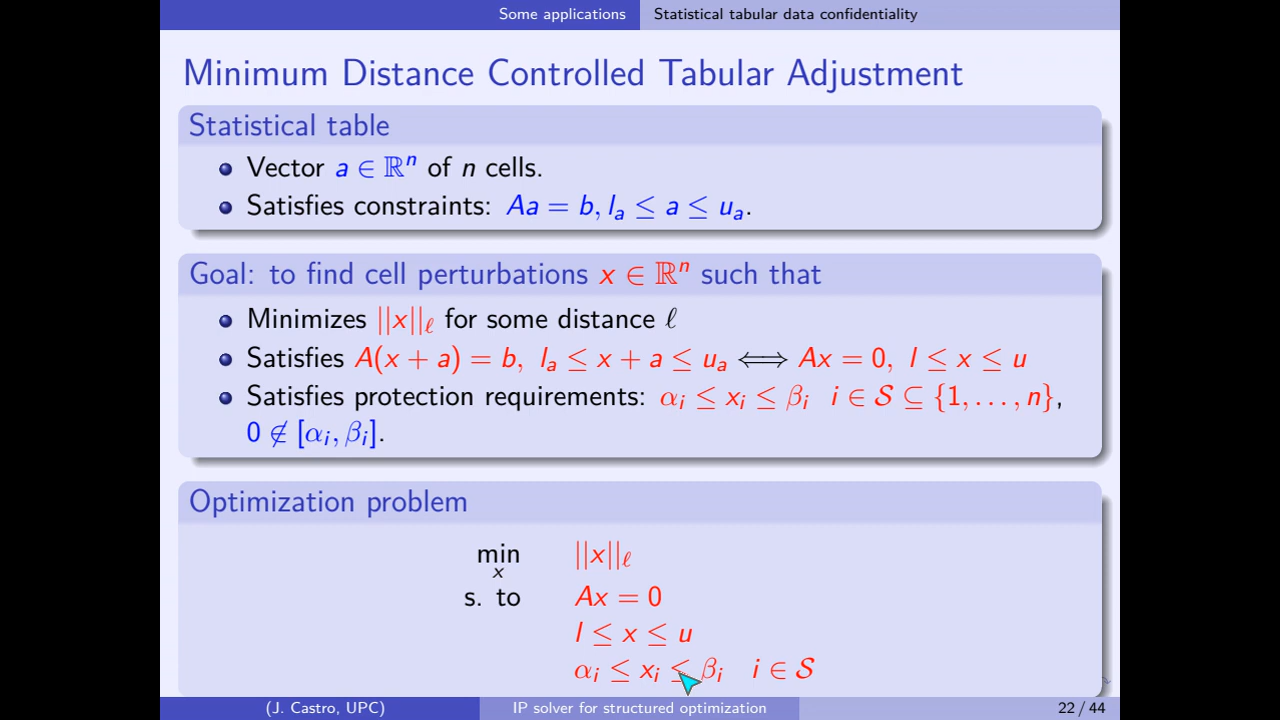 Some applications Statistical tabular data confidentiality
Minimum Distance Controlled Tabular Adjustment
Statistical table
Vector a ∈ ℝⁿ of n cells.
Satisfies constraints: Aa = b, lₐ ≤ a ≤ uₐ.
Goal: to find cell perturbations x ∈ ℝⁿ such that
Minimizes ||x||_ℓ for some distance ℓ
Satisfies A(x + a) = b, lₐ ≤ x + a ≤ uₐ ⟺ Ax = 0, l ≤ x ≤ u
Satisfies protection requirements: αᵢ ≤ xᵢ ≤ βᵢ i ∈ 𝒮 ⊆ {1, . . . , n},
0 ∉ [αᵢ, βᵢ].
Optimization problem
min ||x||_ℓ
x
s. to Ax = 0
l ≤ x ≤ u
αᵢ ≤ xᵢ ≤ βᵢ i ∈ 𝒮
(J. Castro, UPC) IP solver for structured optimization 22 / 44